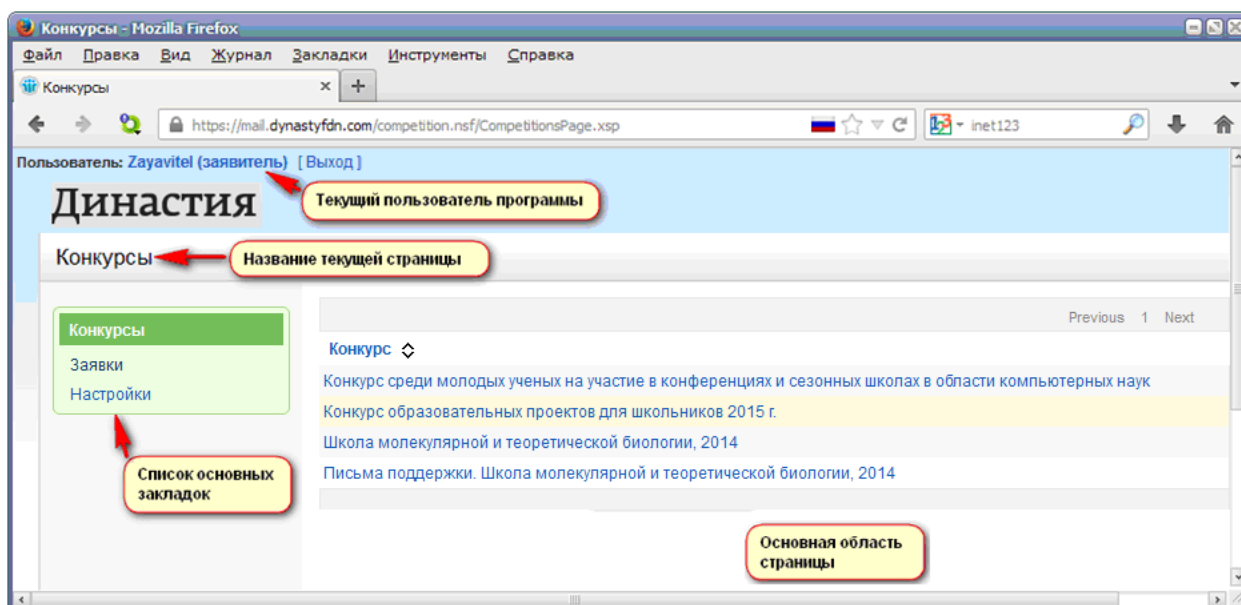 Конкурсы - Mozilla Firefox
Файл Правка Вид Журнал Закладки Инструменты Справка
Конкурсы × +
https://mail.dynastyfdn.com/competition.nsf/CompetitionsPage.xsp inet123
Пользователь: Zayavitel (заявитель) [ Выход ]
Текущий пользователь программы
Династия
Конкурсы
Название текущей страницы
Previous 1 Next
Конкурсы
Заявки
Настройки
Конкурс
Конкурс среди молодых ученых на участие в конференциях и сезонных школах в области компьютерных наук
Конкурс образовательных проектов для школьников 2015 г.
Школа молекулярной и теоретической биологии, 2014
Письма поддержки. Школа молекулярной и теоретической биологии, 2014
Список основных
закладок
Основная область
страницы